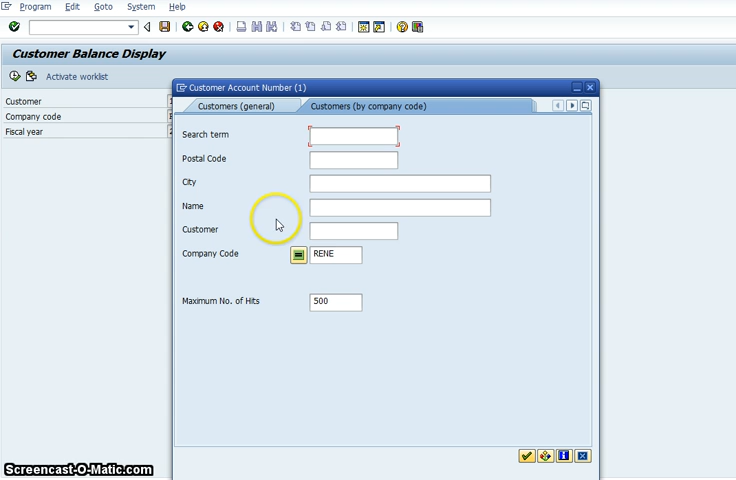 Program Edit Goto System Help
Customer Balance Display
Activate worklist
Customer
Company code
Fiscal year
Customer Account Number (1)
Customers (general) Customers (by company code)
Search term
Postal Code
City
Name
Customer
Company Code RENE
Maximum No. of Hits 500
Screencast-O-Matic.com